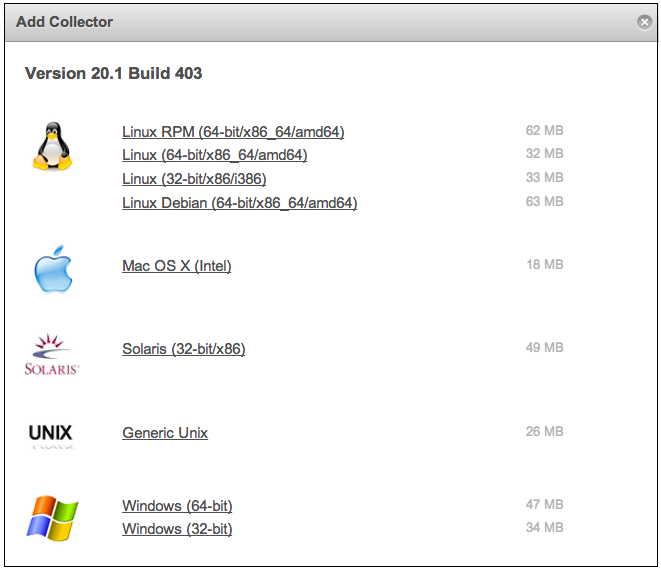 Add Collector
Version 20.1 Build 403
Linux RPM (64-bit/x86_64/amd64) 62 MB
Linux (64-bit/x86_64/amd64) 32 MB
Linux (32-bit/x86/i386) 33 MB
Linux Debian (64-bit/x86_64/amd64) 63 MB
Mac OS X (Intel) 18 MB
SOLARIS
Solaris (32-bit/x86) 49 MB
UNIX
Generic Unix 26 MB
Windows (64-bit) 47 MB
Windows (32-bit) 34 MB